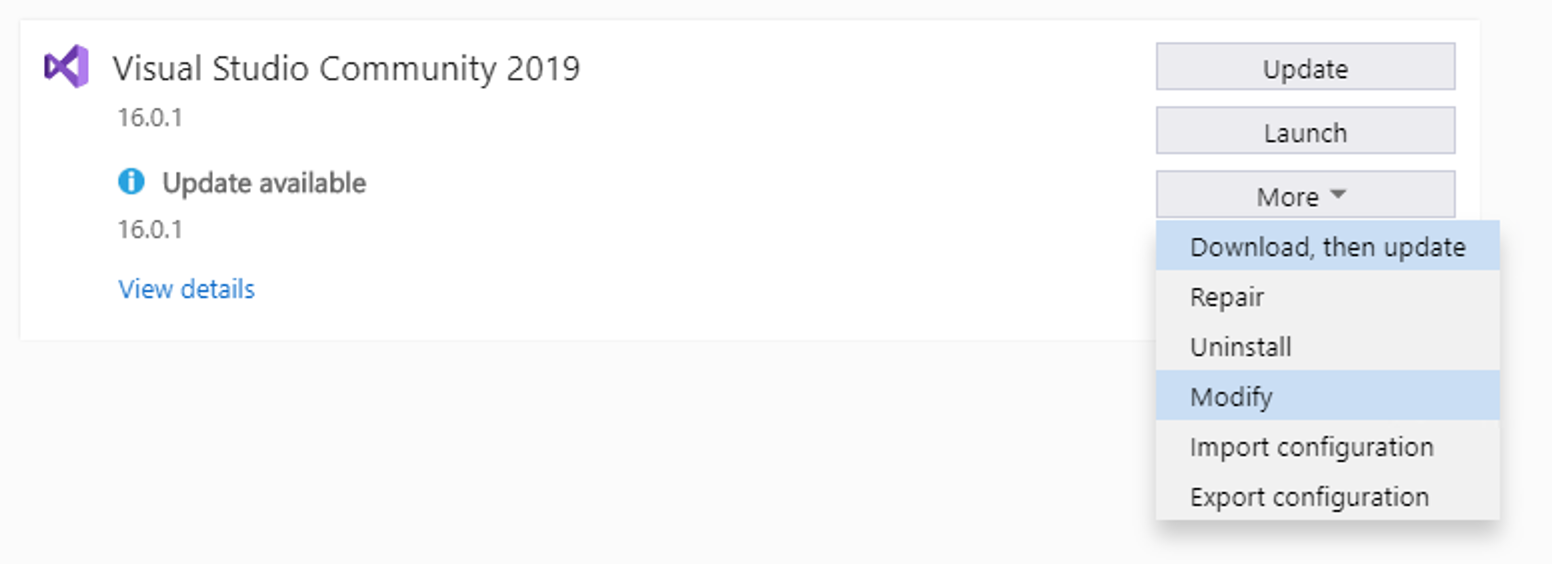 Visual Studio Community 2019
16.0.1
Update available
16.0.1
View details
Update
Launch
More
Download, then update
Repair
Uninstall
Modify
Import configuration
Export configuration